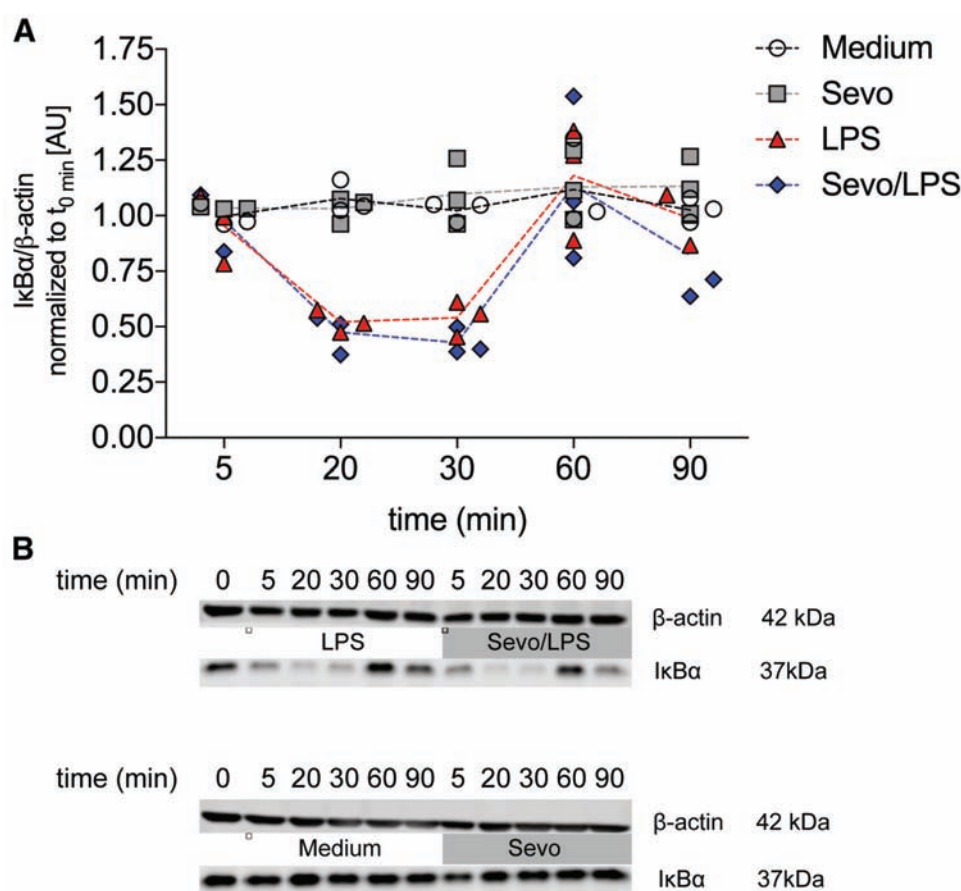 A
IκBα/β-actin
normalized to t0 min [AU]
1.75
1.50
1.25
1.00
0.75
0.50
0.25
0.00
5 20 30 60 90
time (min)
Medium
Sevo
LPS
Sevo/LPS
B
time (min) 0 5 20 30 60 90 5 20 30 60 90
β-actin 42 kDa
LPS Sevo/LPS
IκBα 37kDa
time (min) 0 5 20 30 60 90 5 20 30 60 90
β-actin 42 kDa
Medium Sevo
IκBα 37kDa